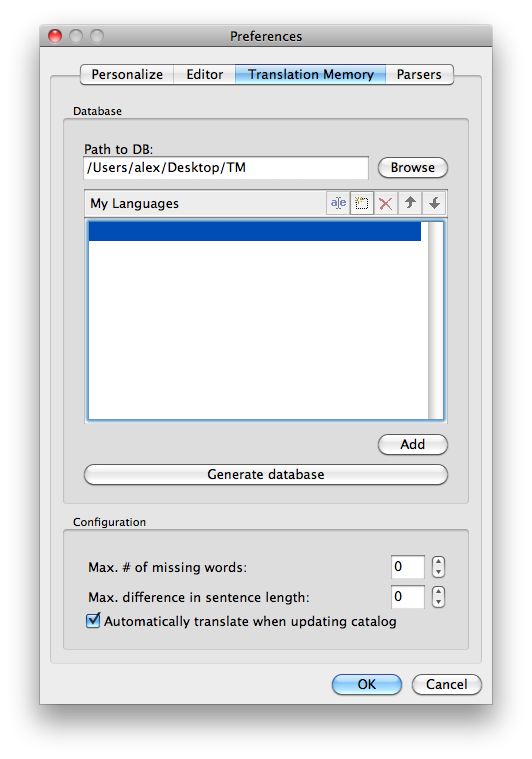 Preferences
Personalize Editor Translation Memory Parsers
Database
Path to DB:
/Users/alex/Desktop/TM Browse
My Languages
Add
Generate database
Configuration
Max. # of missing words: 0
Max. difference in sentence length: 0
Automatically translate when updating catalog
OK Cancel